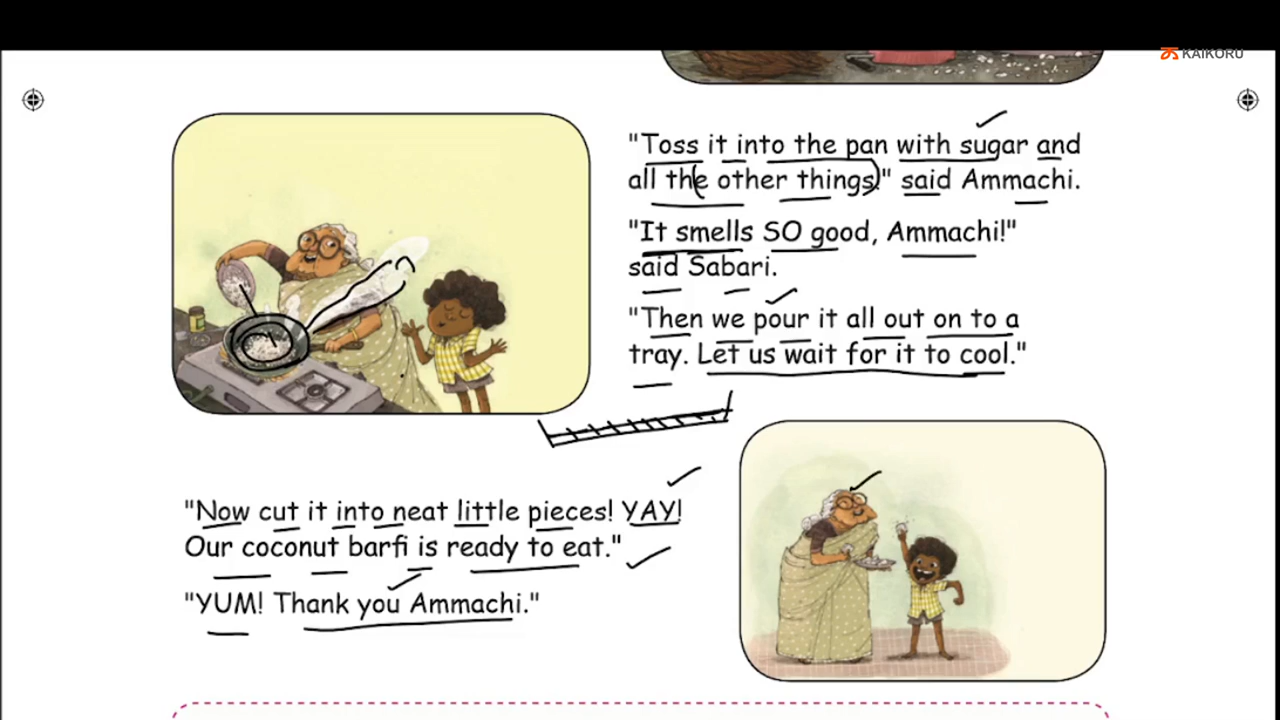 KAIKORU
"Toss it into the pan with sugar and
all the other things!" said Ammachi.
"It smells SO good, Ammachi!"
said Sabari.
"Then we pour it all out on to a
tray. Let us wait for it to cool."
"Now cut it into neat little pieces! YAY!
Our coconut barfi is ready to eat."
"YUM! Thank you Ammachi."